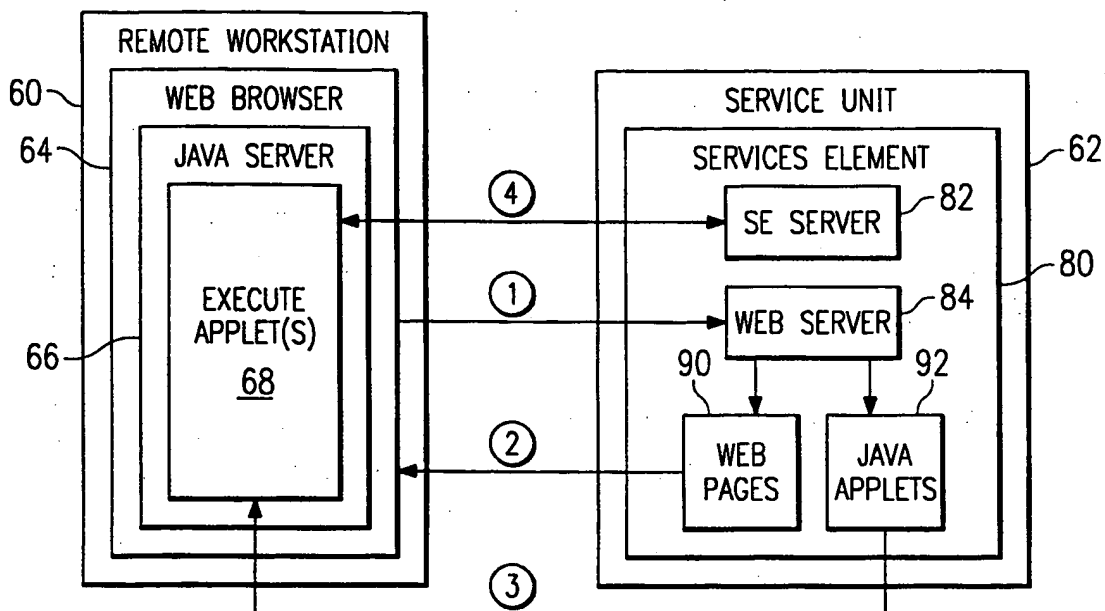 REMOTE WORKSTATION
60
WEB BROWSER
64
JAVA SERVER
EXECUTE
APPLET(S)
68
66
4
1
2
3
SERVICE UNIT
62
SERVICES ELEMENT
80
SE SERVER
82
WEB SERVER
84
90
92
WEB
PAGES
JAVA
APPLETS